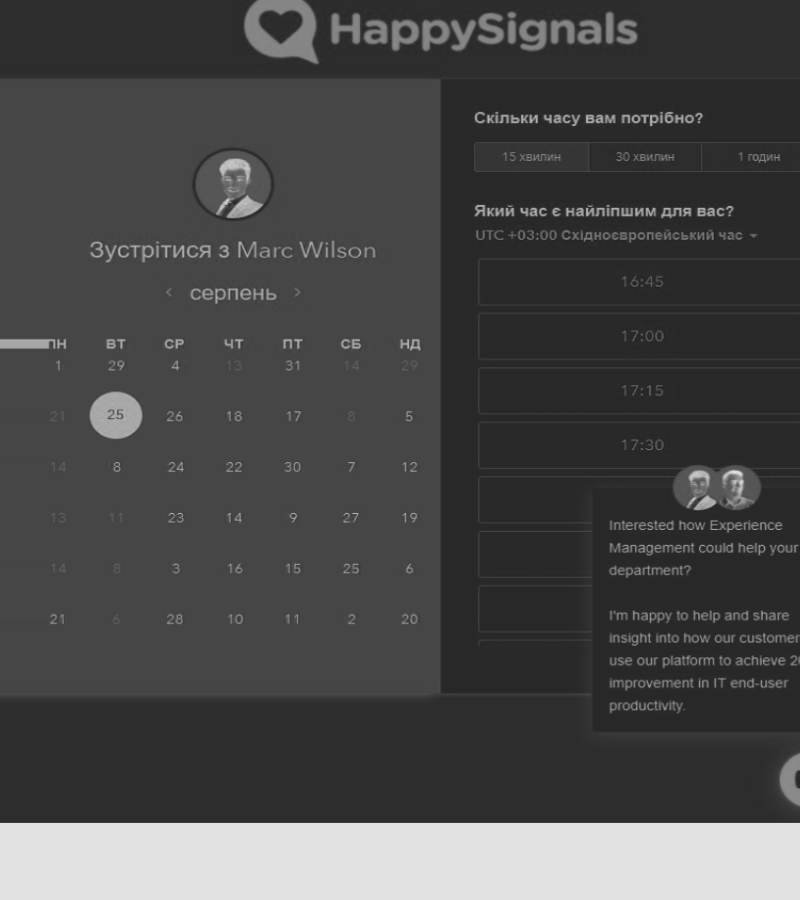 HappySignals
Зустрітися з Marc Wilson
‹ серпень ›
ПН ВТ СР ЧТ ПТ СБ НД
1 29 4 13 31 14 29
21 25 26 18 17 8 5
14 8 24 22 30 7 12
13 11 23 14 9 27 19
14 8 3 16 15 25 6
21 6 28 10 11 2 20
Скільки часу вам потрібно?
15 хвилин 30 хвилин 1 годин
Який час є найліпшим для вас?
UTC +03:00 Східноєвропейський час
16:45
17:00
17:15
17:30
Interested how Experience
Management could help your
department?
I'm happy to help and share
insight into how our customer
use our platform to achieve
improvement in IT end-user
productivity.